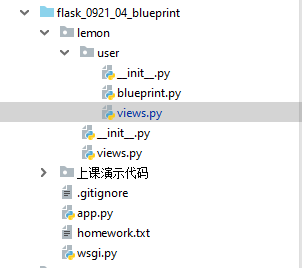 flask_0921_04_blueprint
lemon
user
__init__.py
blueprint.py
views.py
__init__.py
views.py
上课演示代码
.gitignore
app.py
homework.txt
wsgi.py